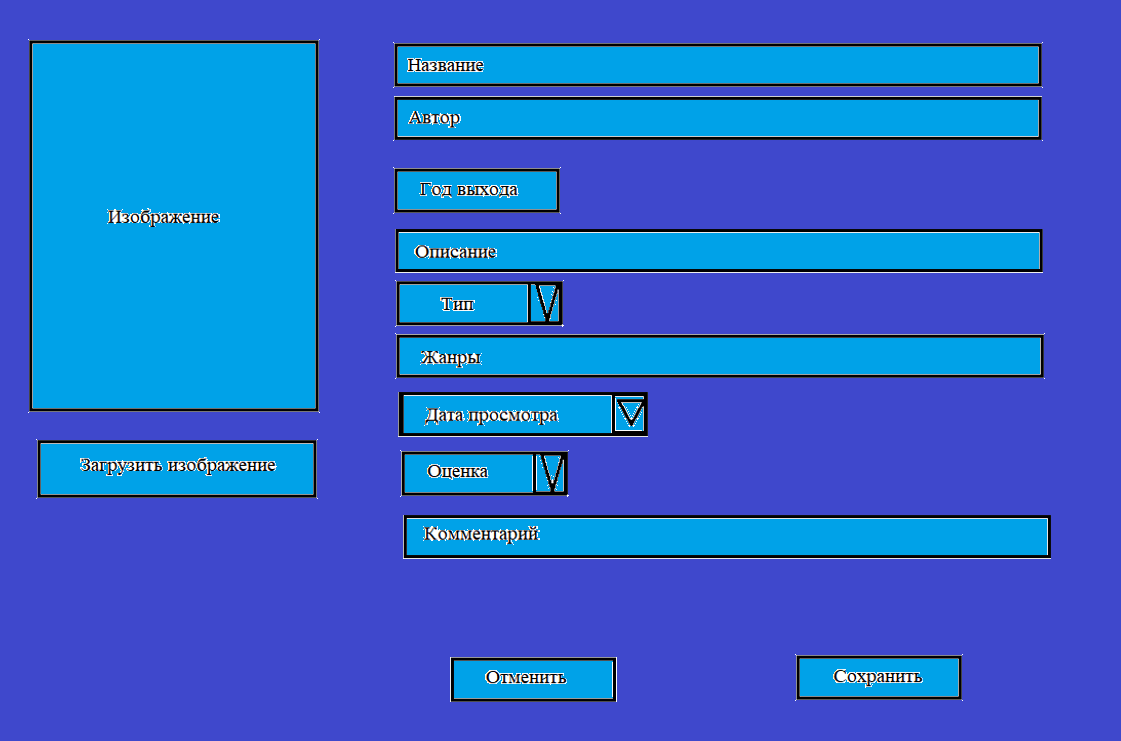 Изображение
Загрузить изображение
Название
Автор
Год выхода
Описание
Тип
Жанры
Дата просмотра
Оценка
Комментарий
Отменить
Сохранить